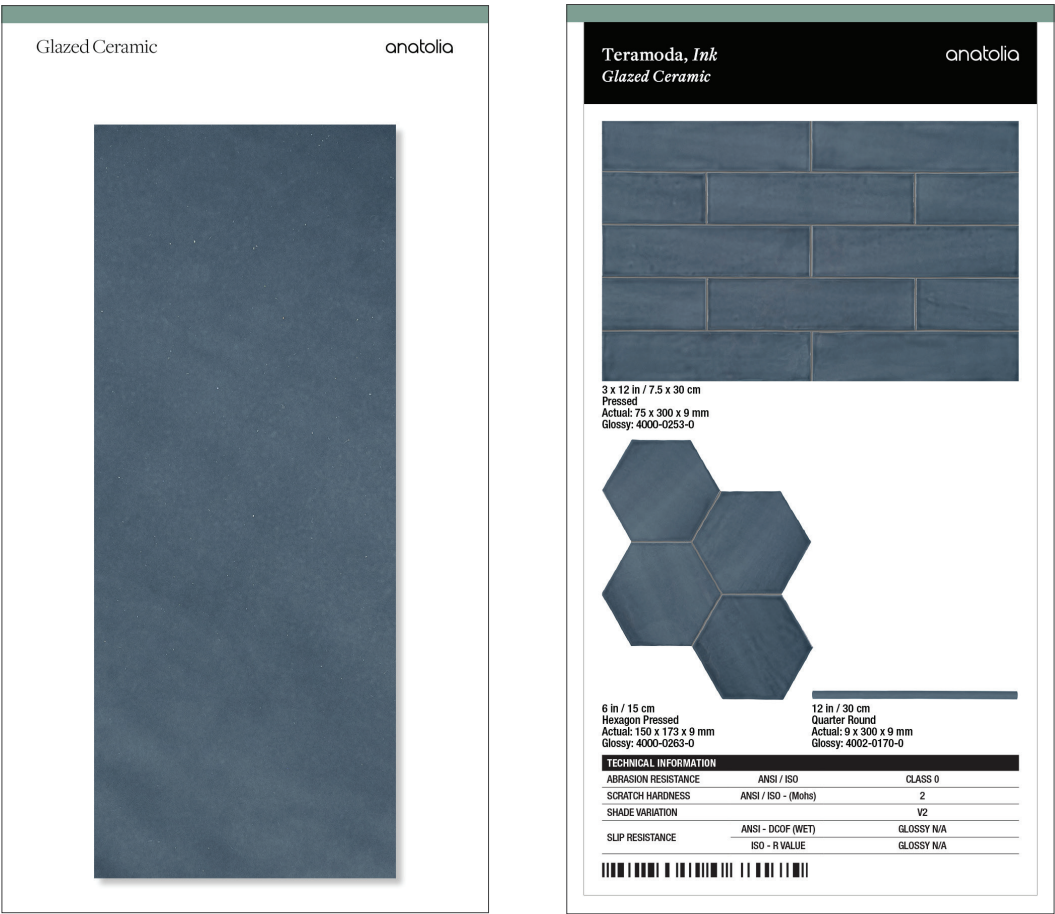 Glazed Ceramic
anatolia
Teramoda, Ink
Glazed Ceramic
anatolia
3 x 12 in / 7.5 x 30 cm
Pressed
Actual: 75 x 300 x 9 mm
Glossy: 4000-0253-0
6 in / 15 cm
Hexagon Pressed
Actual: 150 x 173 x 9 mm
Glossy: 4000-0263-0
12 in / 30 cm
Quarter Round
Actual: 9 x 300 x 9 mm
Glossy: 4002-0170-0
TECHNICAL INFORMATION
ABRASION RESISTANCE ANSI / ISO CLASS 0
SCRATCH HARDNESS ANSI / ISO - (Mohs) 2
SHADE VARIATION V2
SLIP RESISTANCE ANSI - DCOF (WET) GLOSSY N/A
ISO - R VALUE GLOSSY N/A